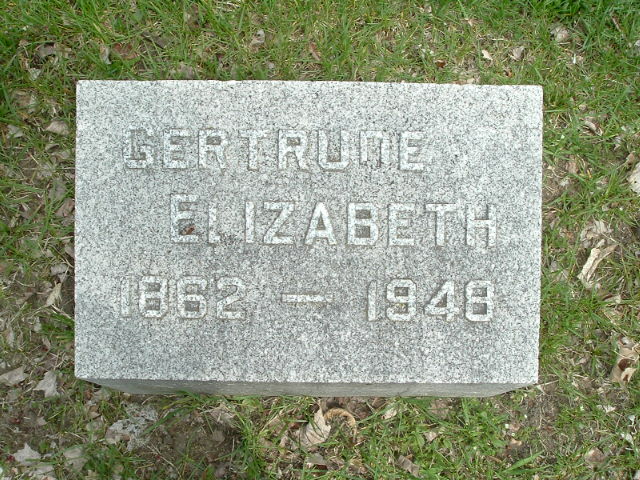 GERTRUDE
ELIZABETH
1862 – 1948